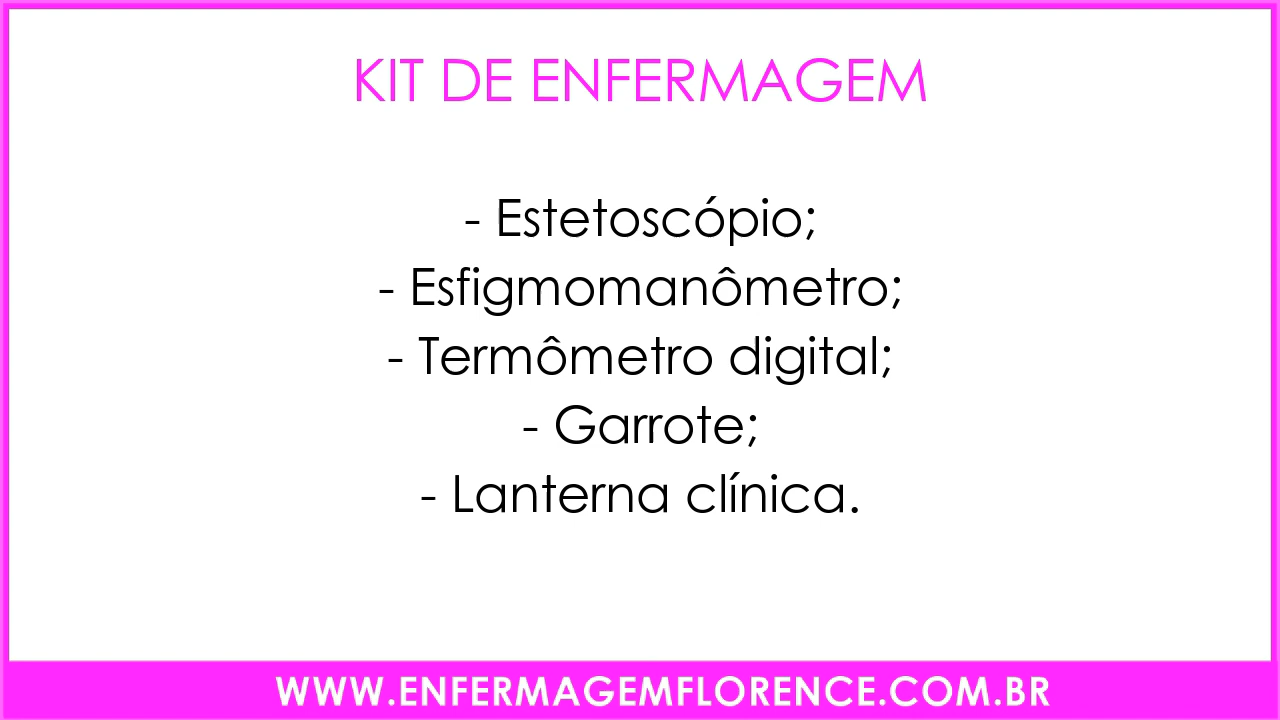 KIT DE ENFERMAGEM
- Estetoscópio;
- Esfigmomanômetro;
- Termômetro digital;
- Garrote;
- Lanterna clínica.
WWW.ENFERMAGEMFLORENCE.COM.BR